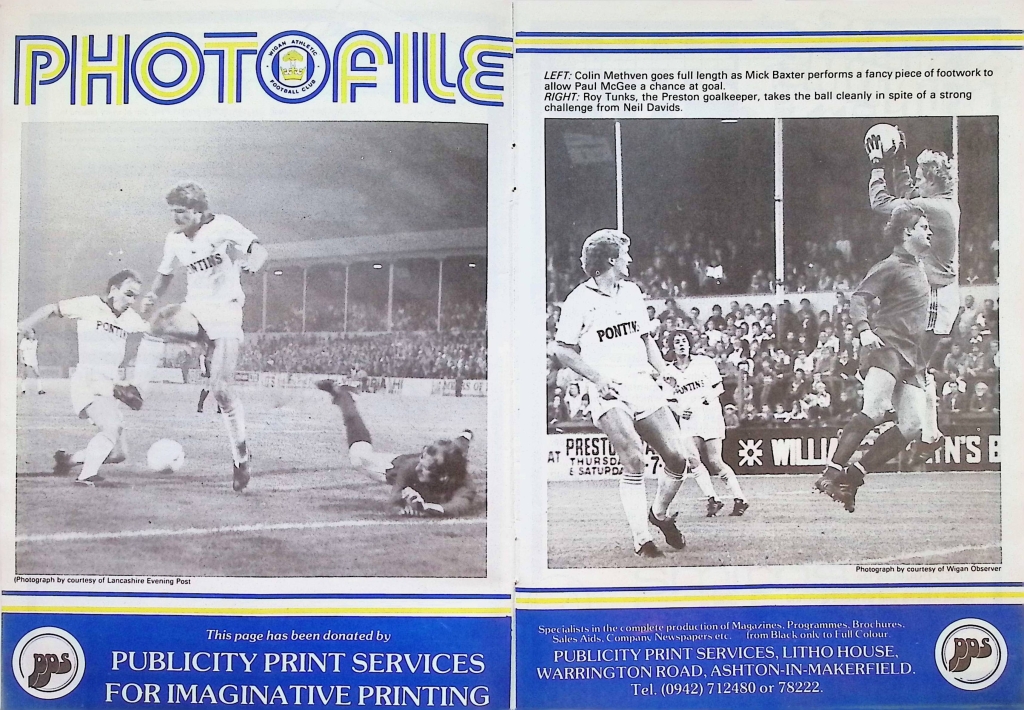 PHOTOFILE
WIGAN ATHLETIC
FOOTBALL CLUB
PONTINS
PONTIN
(Photograph by courtesy of Lancashire Evening Post
This page has been donated by
pps
PUBLICITY PRINT SERVICES
FOR IMAGINATIVE PRINTING
LEFT: Colin Methven goes full length as Mick Baxter performs a fancy piece of footwork to
allow Paul McGee a chance at goal.
RIGHT: Roy Tunks, the Preston goalkeeper, takes the ball cleanly in spite of a strong
challenge from Neil Davids.
PONTIN
PONTINS
PRESTO
AT THURSD
& SATURDA
-7
WILLI
N'S B
Photograph by courtesy of Wigan Observer
Specialists in the complete production of Magazines, Programmes, Brochures,
Sales Aids, Company Newspapers etc. from Black only to Full Colour.
PUBLICITY PRINT SERVICES, LITHO HOUSE,
WARRINGTON ROAD, ASHTON-IN-MAKERFIELD.
Tel. (0942) 712480 or 78222.
pps